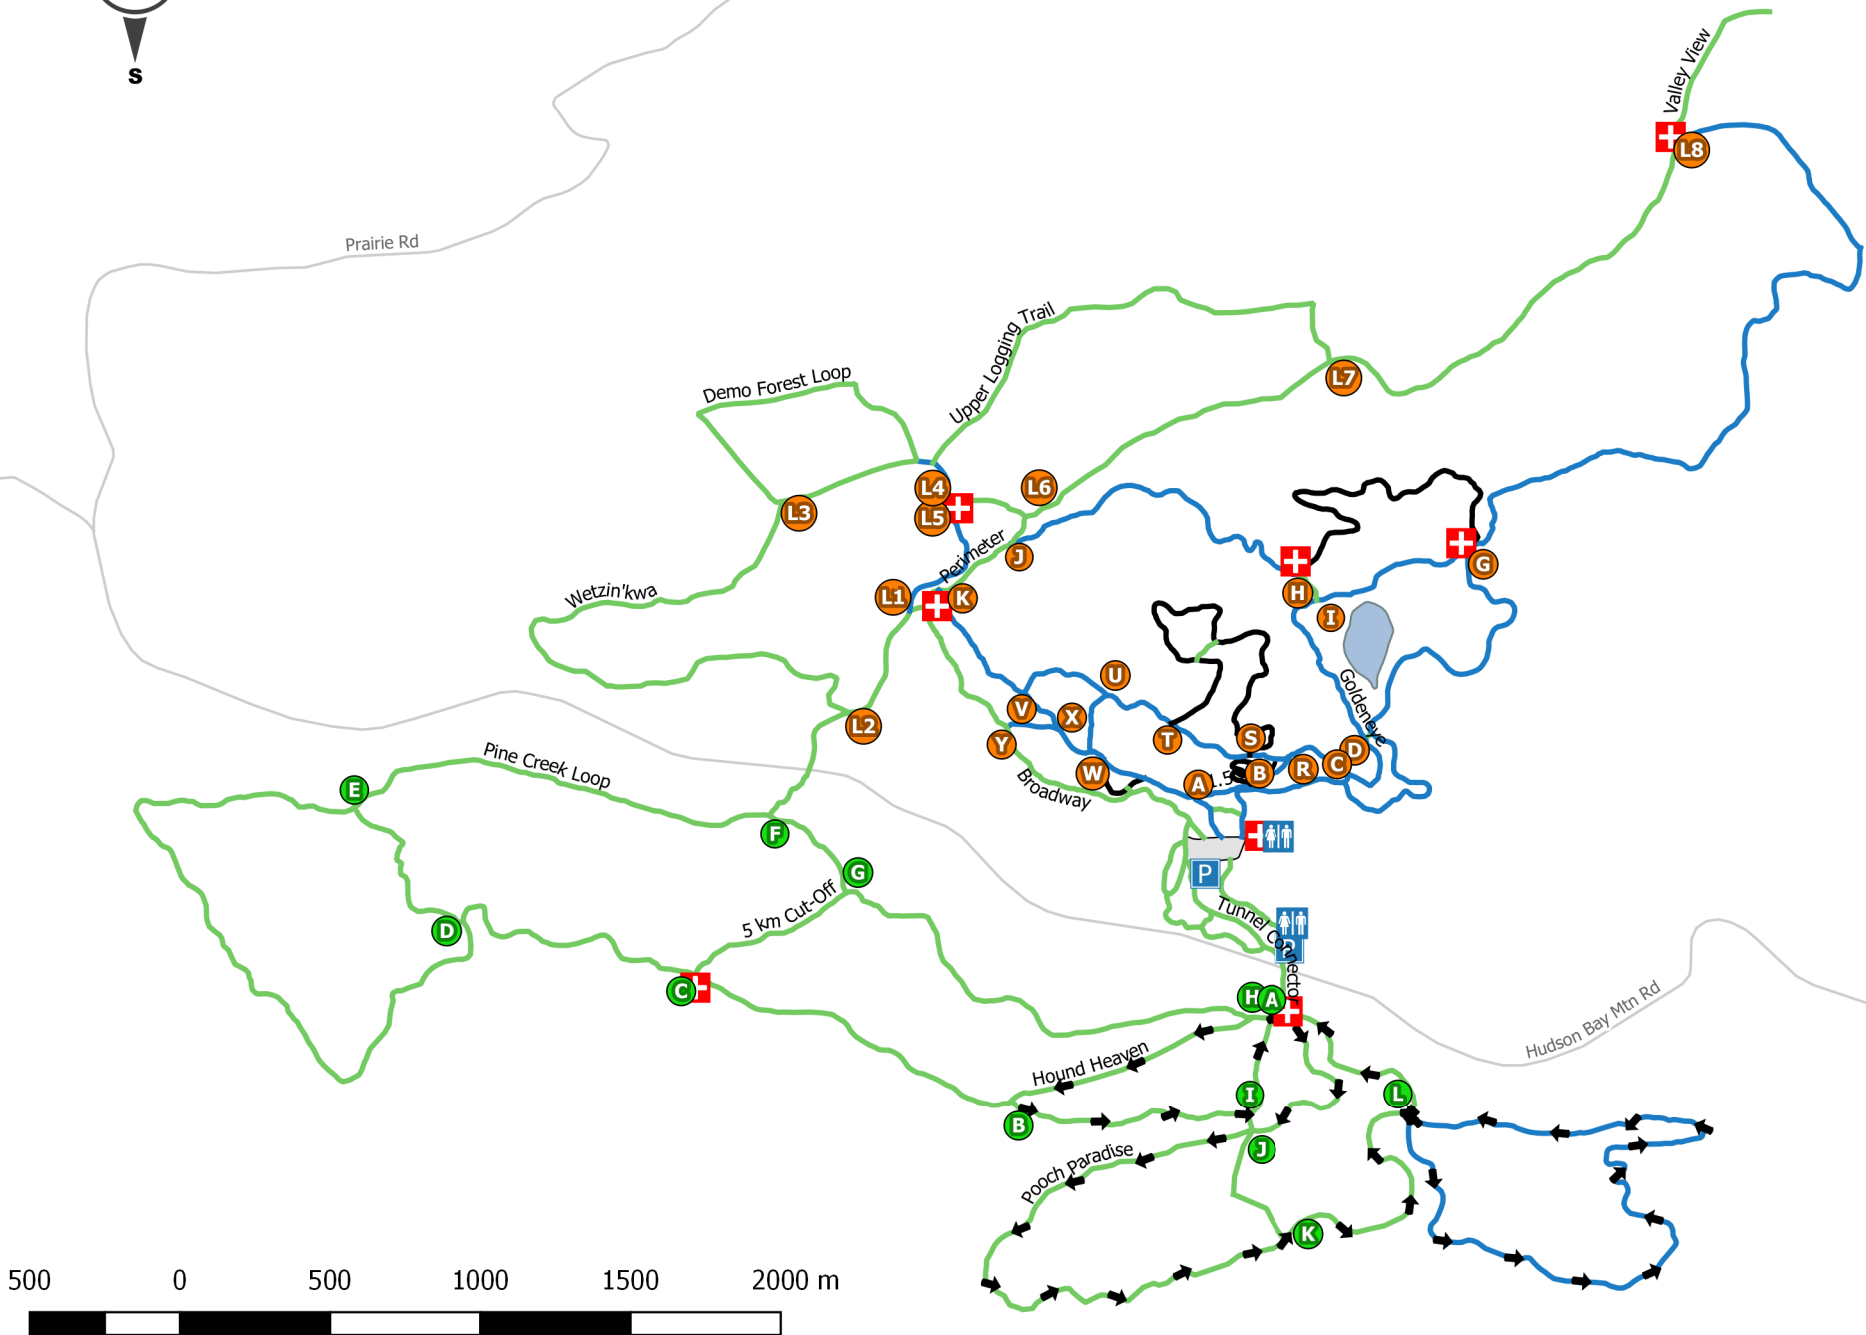 S
Valley View
L8
Prairie Rd
Upper Logging Trail
Demo Forest Loop
L7
L4
L6
L3
L5
J
Perimeter
G
H
L1
K
Wetzin'kwa
I
U
Goldeneye
V
X
L2
Y
T
S
D
W
A
L.5
B
R
C
Broadway
Pine Creek Loop
E
F
P
G
5 km Cut-Off
Tunnel Connector
D
C
H
A
Hudson Bay Mtn Rd
Hound Heaven
I
L
B
J
Pooch Paradise
K
500 0 500 1000 1500 2000 m